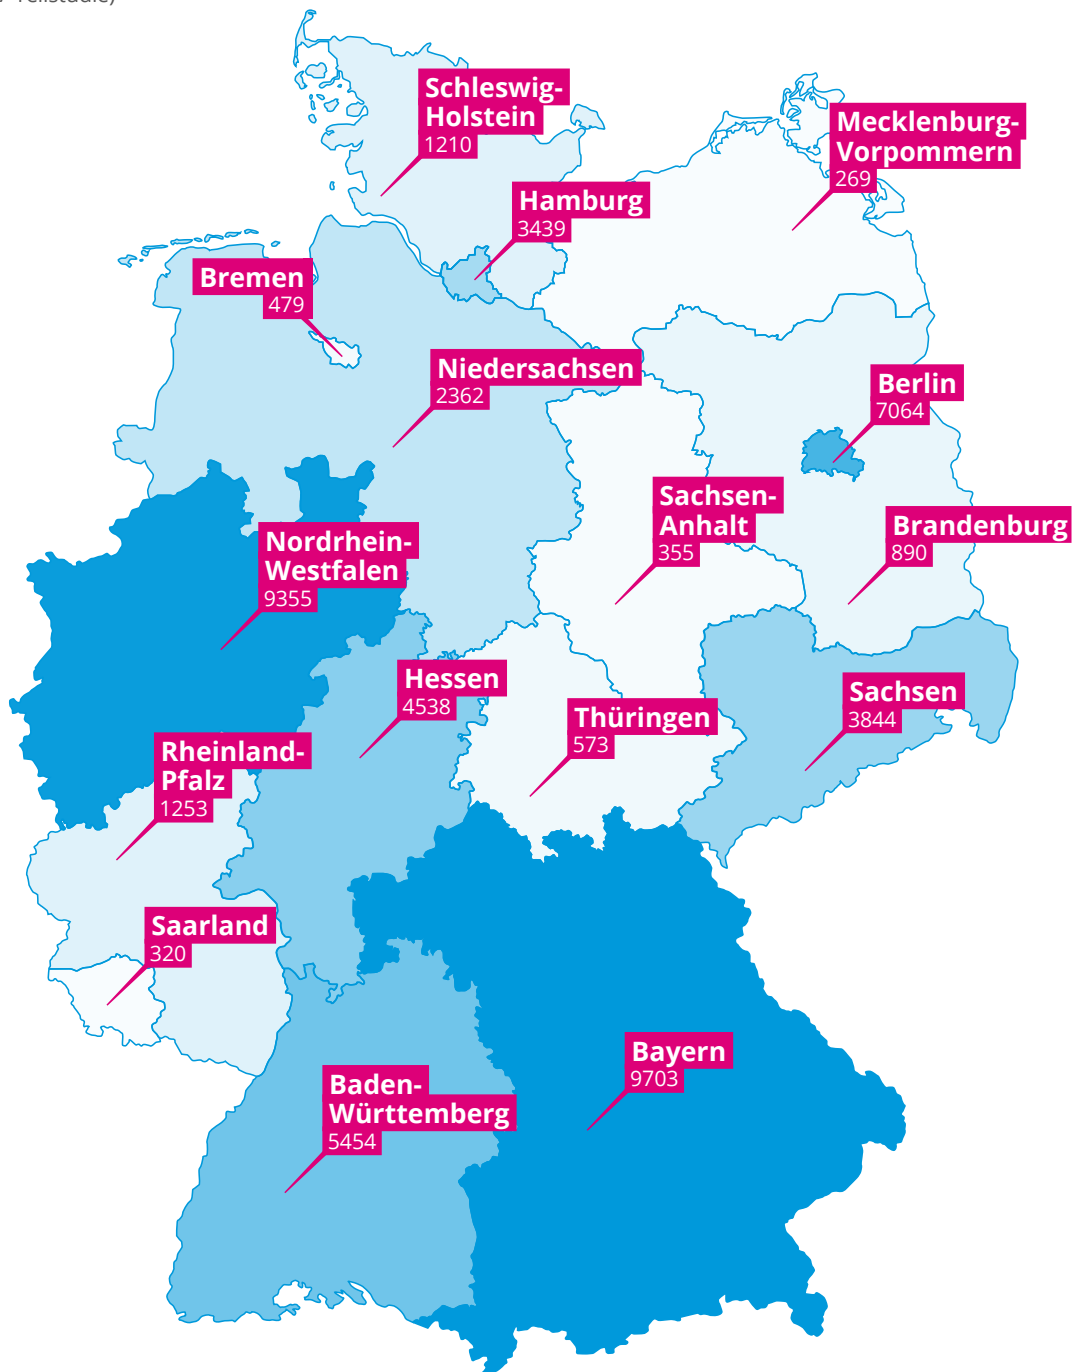 Teilstudie)
Schleswig-
Holstein
1210
Mecklenburg-
Vorpommern
269
Hamburg
3439
Bremen
479
Niedersachsen
2362
Berlin
7064
Sachsen-
Anhalt
355
Brandenburg
890
Nordrhein-
Westfalen
9355
Hessen
4538
Sachsen
3844
Thüringen
573
Rheinland-
Pfalz
1253
Saarland
320
Bayern
9703
Baden-
Württemberg
5454